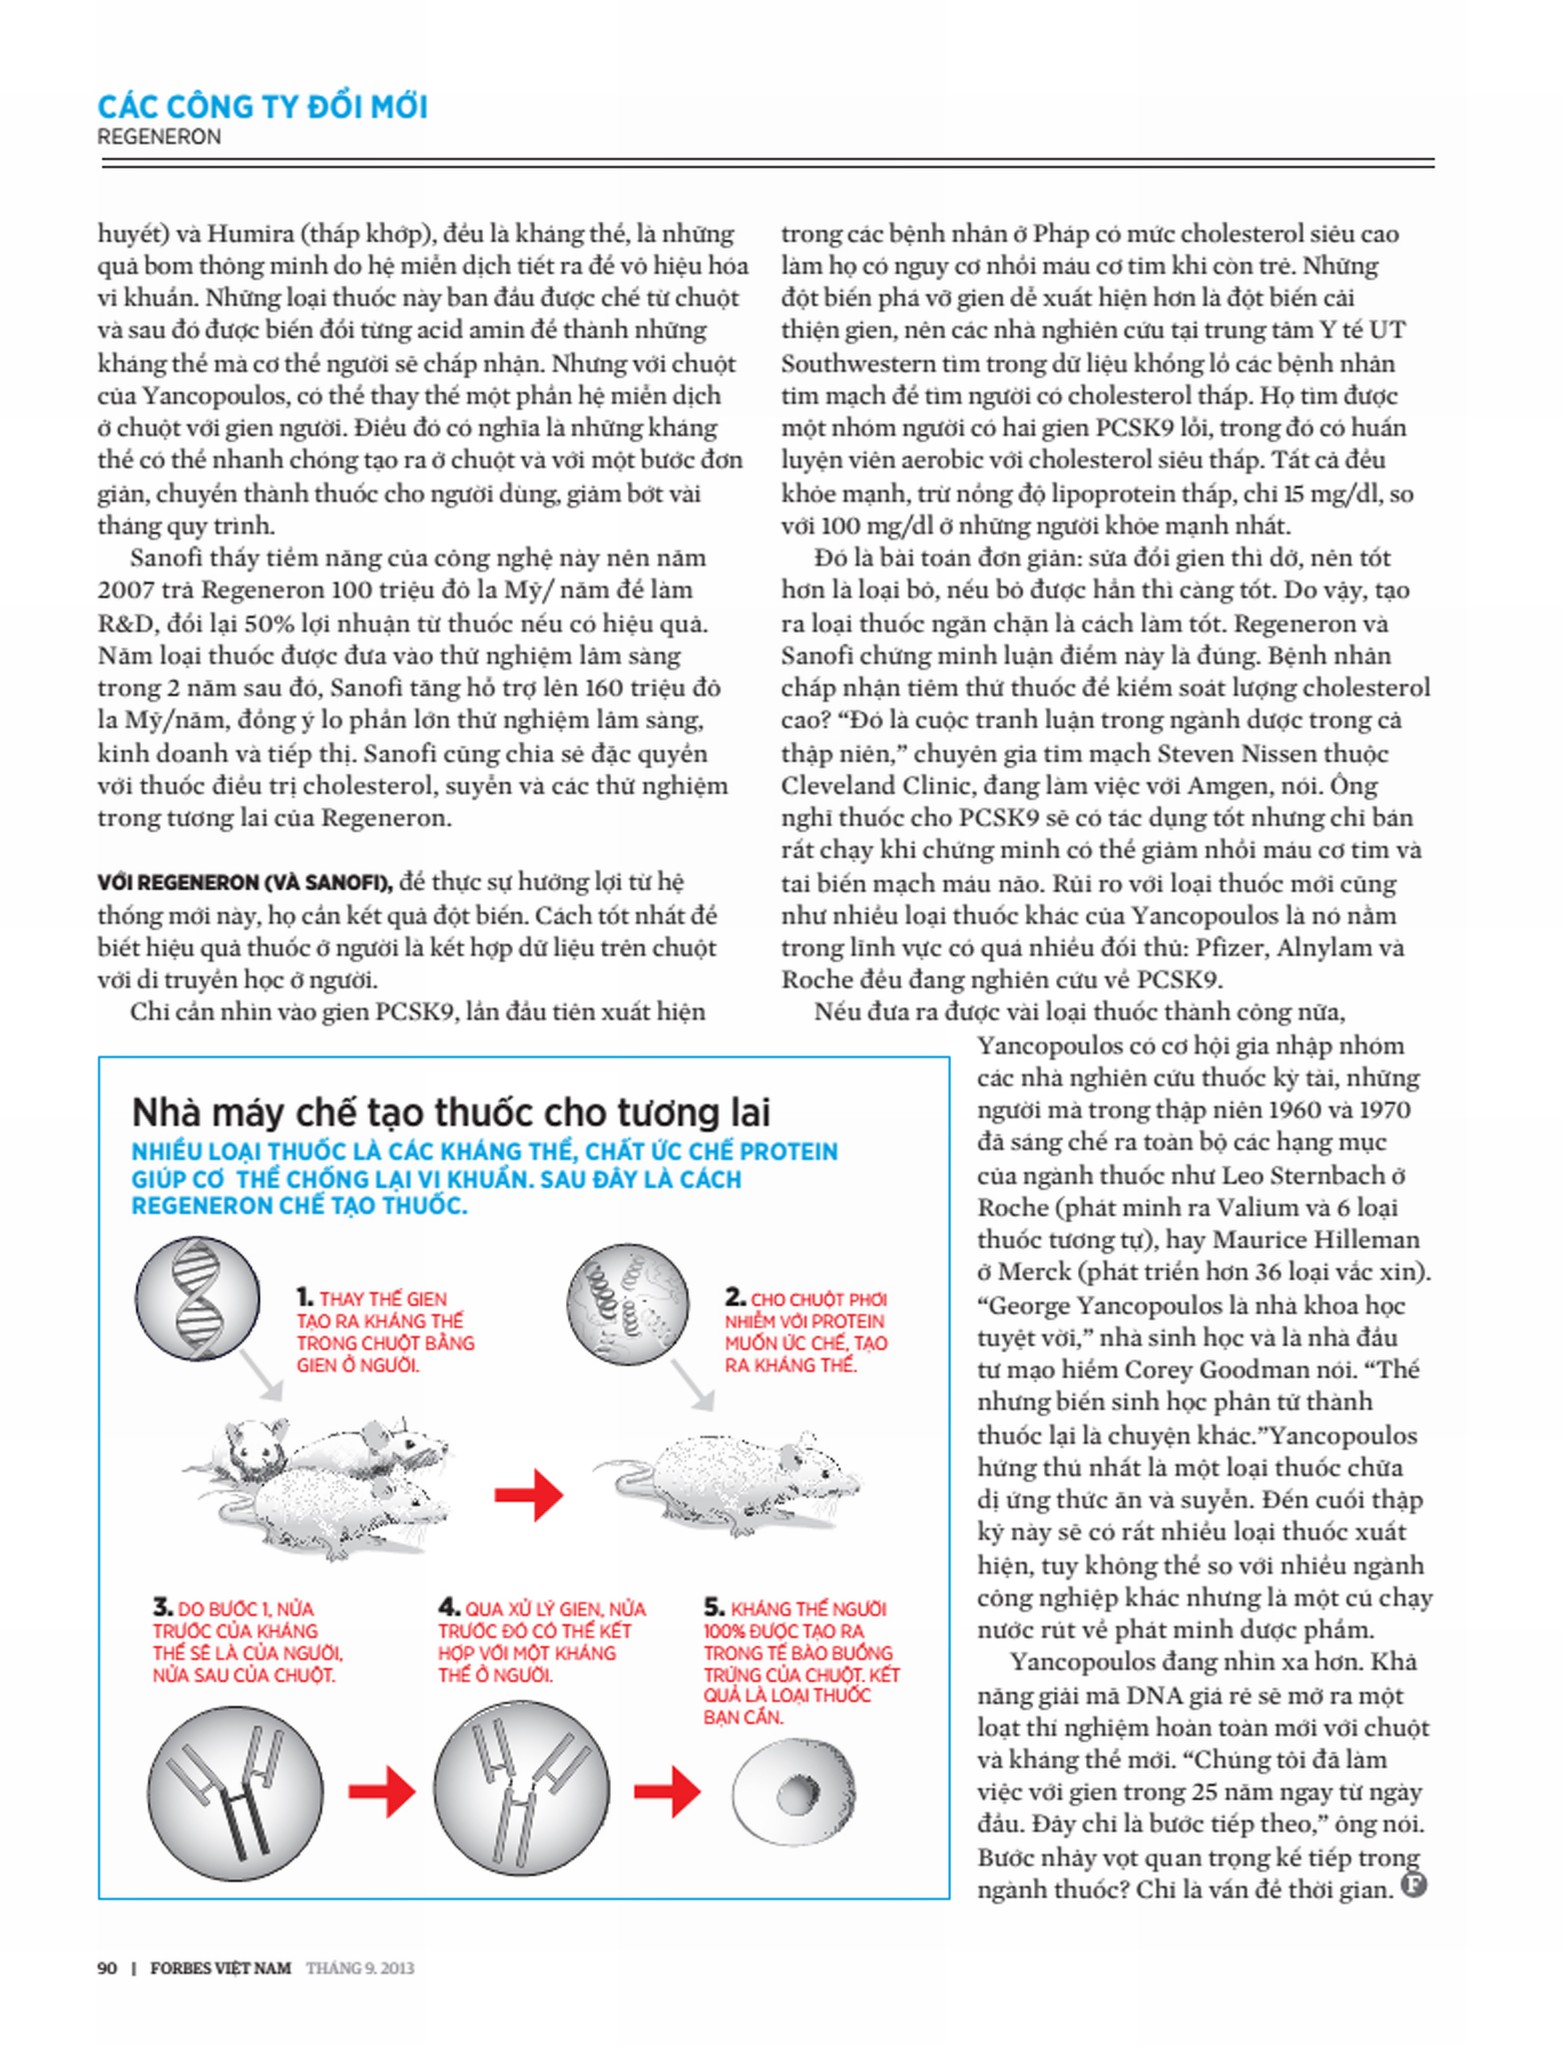 CÁC CÔNG TY ĐỔI MỚI
REGENERON
huyết) và Humira (thấp khớp), đều là kháng thể, là những
quả bom thông minh do hệ miễn dịch tiết ra để vô hiệu hóa
vi khuẩn. Những loại thuốc này ban đầu được chế từ chuột
và sau đó được biến đổi từng acid amin để thành những
kháng thể mà cơ thể người sẽ chấp nhận. Nhưng với chuột
của Yancopoulos, có thể thay thế một phần hệ miễn dịch
ở chuột với gien người. Điều đó có nghĩa là những kháng
thể có thể nhanh chóng tạo ra ở chuột và với một bước đơn
giản, chuyển thành thuốc cho người dùng, giảm bớt vài
tháng quy trình.
Sanofi thấy tiềm năng của công nghệ này nên năm
2007 trả Regeneron 100 triệu đô la Mỹ/ năm để làm
R&D, đổi lại 50% lợi nhuận từ thuốc nếu có hiệu quả.
Năm loại thuốc được đưa vào thử nghiệm lâm sàng
trong 2 năm sau đó, Sanofi tăng hỗ trợ lên 160 triệu đô
la Mỹ/năm, đồng ý lo phần lớn thử nghiệm lâm sàng,
kinh doanh và tiếp thị. Sanofi cũng chia sẻ đặc quyền
với thuốc điều trị cholesterol, suyễn và các thử nghiệm
trong tương lai của Regeneron.
VỚI REGENERON (VÀ SANOFI), để thực sự hưởng lợi từ hệ
thống mới này, họ cần kết quả đột biến. Cách tốt nhất để
biết hiệu quả thuốc ở người là kết hợp dữ liệu trên chuột
với di truyền học ở người.
Chỉ cần nhìn vào gien PCSK9, lần đầu tiên xuất hiện
trong các bệnh nhân ở Pháp có mức cholesterol siêu cao
làm họ có nguy cơ nhồi máu cơ tim khi còn trẻ. Những
đột biến phá vỡ gien dễ xuất hiện hơn là đột biến cải
thiện gien, nên các nhà nghiên cứu tại trung tâm Y tế UT
Southwestern tìm trong dữ liệu khổng lồ các bệnh nhân
tim mạch để tìm người có cholesterol thấp. Họ tìm được
một nhóm người có hai gien PCSK9 lỗi, trong đó có huấn
luyện viên aerobic với cholesterol siêu thấp. Tất cả đều
khỏe mạnh, trừ nồng độ lipoprotein thấp, chỉ 15 mg/dl, so
với 100 mg/dl ở những người khỏe mạnh nhất.
Đó là bài toán đơn giản: sửa đổi gien thì dở, nên tốt
hơn là loại bỏ, nếu bỏ được hẳn thì càng tốt. Do vậy, tạo
ra loại thuốc ngăn chặn là cách làm tốt. Regeneron và
Sanofi chứng minh luận điểm này là đúng. Bệnh nhân
chấp nhận tiêm thử thuốc để kiểm soát lượng cholesterol
cao? “Đó là cuộc tranh luận trong ngành dược trong cả
thập niên,” chuyên gia tim mạch Steven Nissen thuộc
Cleveland Clinic, đang làm việc với Amgen, nói. Ông
nghĩ thuốc cho PCSK9 sẽ có tác dụng tốt nhưng chỉ bán
rất chạy khi chứng minh có thể giảm nhồi máu cơ tim và
tai biến mạch máu não. Rủi ro với loại thuốc mới cũng
như nhiều loại thuốc khác của Yancopoulos là nó nằm
trong lĩnh vực có quá nhiều đối thủ: Pfizer, Alnylam và
Roche đều đang nghiên cứu về PCSK9.
Nếu đưa ra được vài loại thuốc thành công nữa,
Yancopoulos có cơ hội gia nhập nhóm
các nhà nghiên cứu thuốc kỳ tài, những
người mà trong thập niên 1960 và 1970
đã sáng chế ra toàn bộ các hạng mục
của ngành thuốc như Leo Sternbach ở
Roche (phát minh ra Valium và 6 loại
thuốc tương tự), hay Maurice Hilleman
ở Merck (phát triển hơn 36 loại vắc xin).
“George Yancopoulos là nhà khoa học
tuyệt vời,” nhà sinh học và là nhà đầu
tư mạo hiểm Corey Goodman nói. “Thế
nhưng biến sinh học phân tử thành
thuốc lại là chuyện khác.”Yancopoulos
hứng thú nhất là một loại thuốc chữa
dị ứng thức ăn và suyễn. Đến cuối thập
kỷ này sẽ có rất nhiều loại thuốc xuất
hiện, tuy không thể so với nhiều ngành
công nghiệp khác nhưng là một cú chạy
nước rút về phát minh dược phẩm.
Yancopoulos đang nhìn xa hơn. Khả
năng giải mã DNA giá rẻ sẽ mở ra một
loạt thí nghiệm hoàn toàn mới với chuột
và kháng thể mới. “Chúng tôi đã làm
việc với gien trong 25 năm ngay từ ngày
đầu. Đây chỉ là bước tiếp theo,” ông nói.
Bước nhảy vọt quan trọng kế tiếp trong
ngành thuốc? Chỉ là vấn đề thời gian. F
Nhà máy chế tạo thuốc cho tương lai
NHIỀU LOẠI THUỐC LÀ CÁC KHÁNG THỂ, CHẤT ỨC CHẾ PROTEIN
GIÚP CƠ THỂ CHỐNG LẠI VI KHUẨN. SAU ĐÂY LÀ CÁCH
REGENERON CHẾ TẠO THUỐC.
1. THAY THẾ GIEN
TẠO RA KHÁNG THỂ
TRONG CHUỘT BẰNG
GIEN Ở NGƯỜI.
2. CHO CHUỘT PHƠI
NHIỄM VỚI PROTEIN
MUỐN ỨC CHẾ, TẠO
RA KHÁNG THỂ.
3. DO BƯỚC 1, NỬA
TRƯỚC CỦA KHÁNG
THỂ SẼ LÀ CỦA NGƯỜI,
NỬA SAU CỦA CHUỘT.
4. QUA XỬ LÝ GIEN, NỬA
TRƯỚC ĐÓ CÓ THỂ KẾT
HỢP VỚI MỘT KHÁNG
THỂ Ở NGƯỜI.
5. KHÁNG THỂ NGƯỜI
100% ĐƯỢC TẠO RA
TRONG TẾ BÀO BUỒNG
TRỨNG CỦA CHUỘT. KẾT
QUẢ LÀ LOẠI THUỐC
BẠN CẦN.
90 | FORBES VIỆT NAM THÁNG 9. 2013